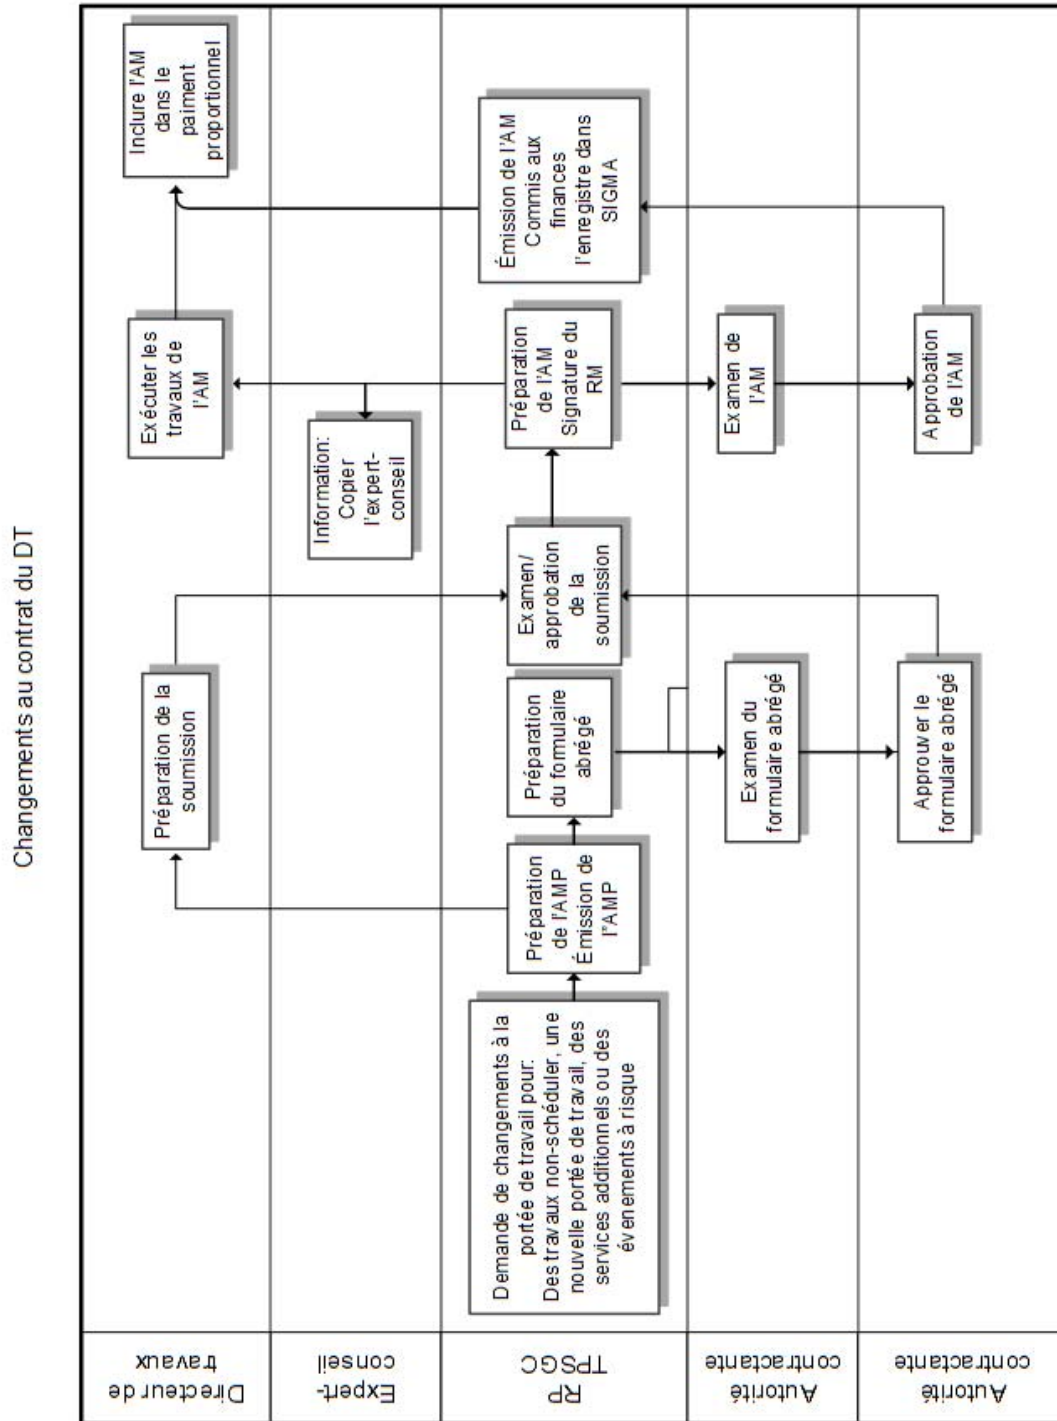 Changements au contrat du DT
Directeur de
travaux
Préparation de la
soumission
Exécuter les
travaux de
l'AM
Inclure l'AM
dans le
paiment
proportionnel
Expert-
conseil
Information:
Copier
l'expert-
conseil
RP
TPSGC
Demande de changements à la
portée de travail pour:
Des travaux non-schéduler, une
nouvelle portée de travail, des
services additionnels ou des
évenements à risque
Préparation
de l'AMP
Émission de
l"AMP
Préparation
du formulaire
abrégé
Examen/
approbation
de la
soumission
Préparation
de l'AM
Signature du
RM
Émission de l'AM
Commis aux
finances
l'enregistre dans
SIGMA
Autorité
contractante
Examen du
formulaire abrégé
Examen de
l'AM
Autorité
contractante
Approuver le
formulaire abrégé
Approbation
de l'AM